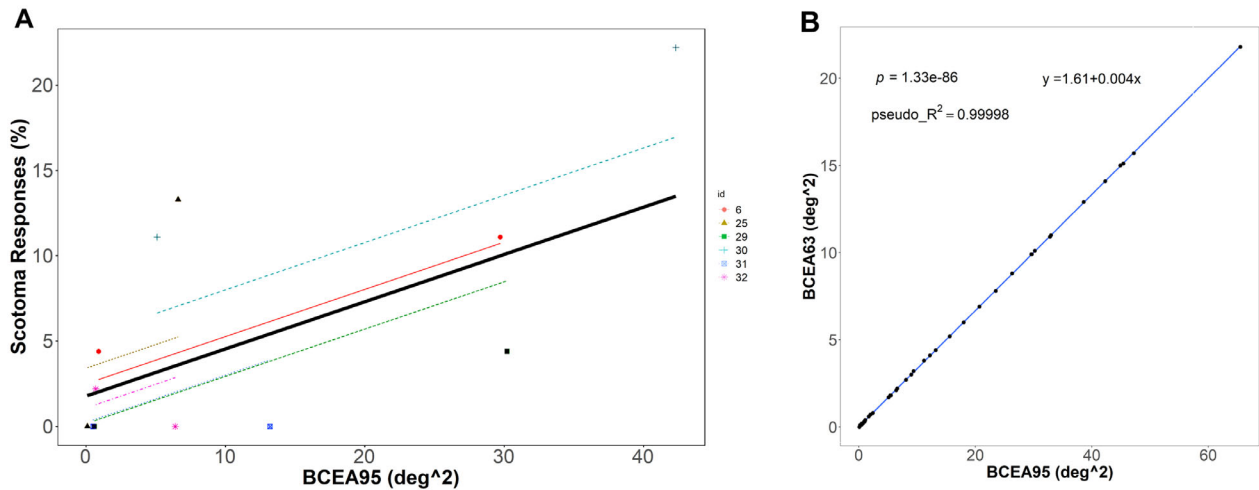 A
Scotoma Responses (%)
20
15
10
5
0
0 10 20 30 40
BCEA95 (deg^2)
id
6
25
29
30
31
32
B
BCEA63 (deg^2)
20
15
10
5
0
p = 1.33e-86 y =1.61+0.004x
pseudo_R² = 0.99998
0 20 40 60
BCEA95 (deg^2)